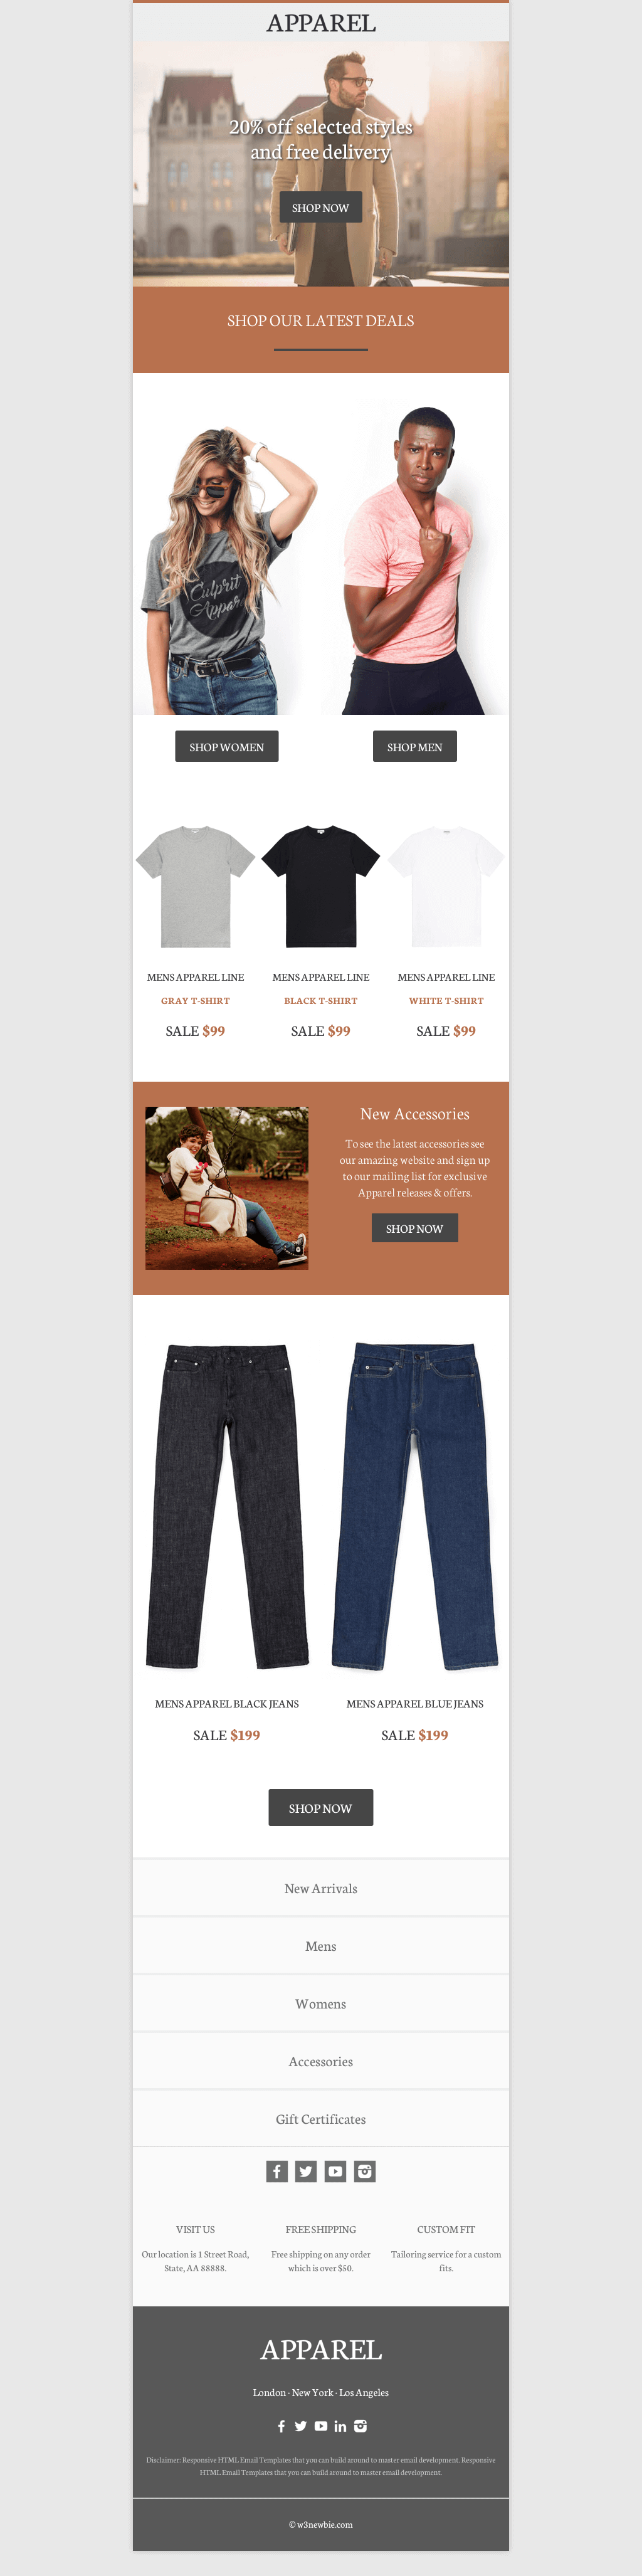 APPAREL
20% off selected styles
and free delivery
SHOP NOW
SHOP OUR LATEST DEALS
Culprit
Apparel
SHOP WOMEN
SHOP MEN
MENS APPAREL LINE
GRAY T-SHIRT
SALE $99
MENS APPAREL LINE
BLACK T-SHIRT
SALE $99
MENS APPAREL LINE
WHITE T-SHIRT
SALE $99
New Accessories
To see the latest accessories see
our amazing website and sign up
to our mailing list for exclusive
Apparel releases & offers.
SHOP NOW
MENS APPAREL BLACK JEANS
SALE $199
MENS APPAREL BLUE JEANS
SALE $199
SHOP NOW
New Arrivals
Mens
Womens
Accessories
Gift Certificates
VISIT US
Our location is 1 Street Road,
State, AA 88888.
FREE SHIPPING
Free shipping on any order
which is over $50.
CUSTOM FIT
Tailoring service for a custom
fits.
APPAREL
London · New York · Los Angeles
Disclaimer: Responsive HTML Email Templates that you can build around to master email development. Responsive
HTML Email Templates that you can build around to master email development.
© w3newbie.com